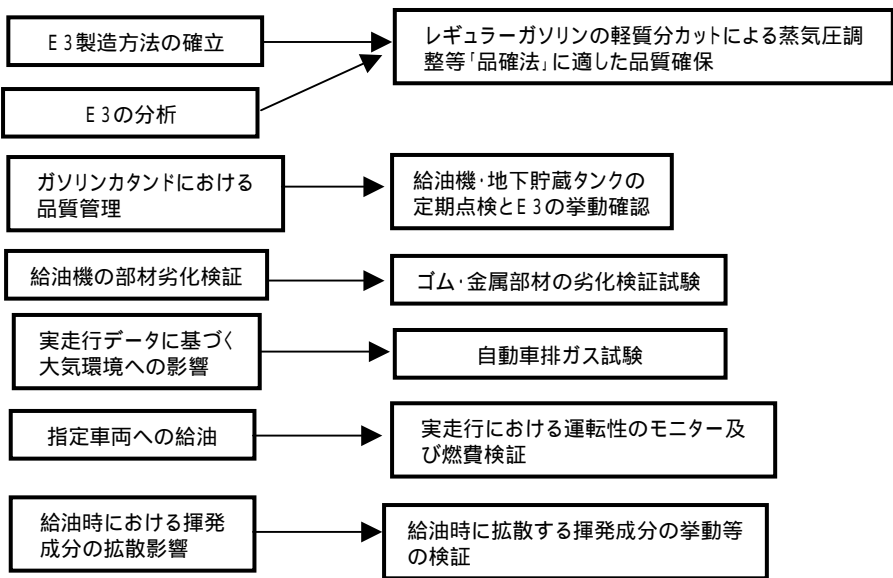 E3製造方法の確立
レギュラーガソリンの軽質分カットによる蒸気圧調
整等「品確法」に適した品質確保
E3の分析
ガソリンカタンドにおける
品質管理
給油機・地下貯蔵タンクの
定期点検とE3の挙動確認
給油機の部材劣化検証
ゴム・金属部材の劣化検証試験
実走行データに基づく
大気環境への影響
自動車排ガス試験
指定車両への給油
実走行における運転性のモニター及
び燃費検証
給油時における揮発
成分の拡散影響
給油時に拡散する揮発成分の挙動等
の検証